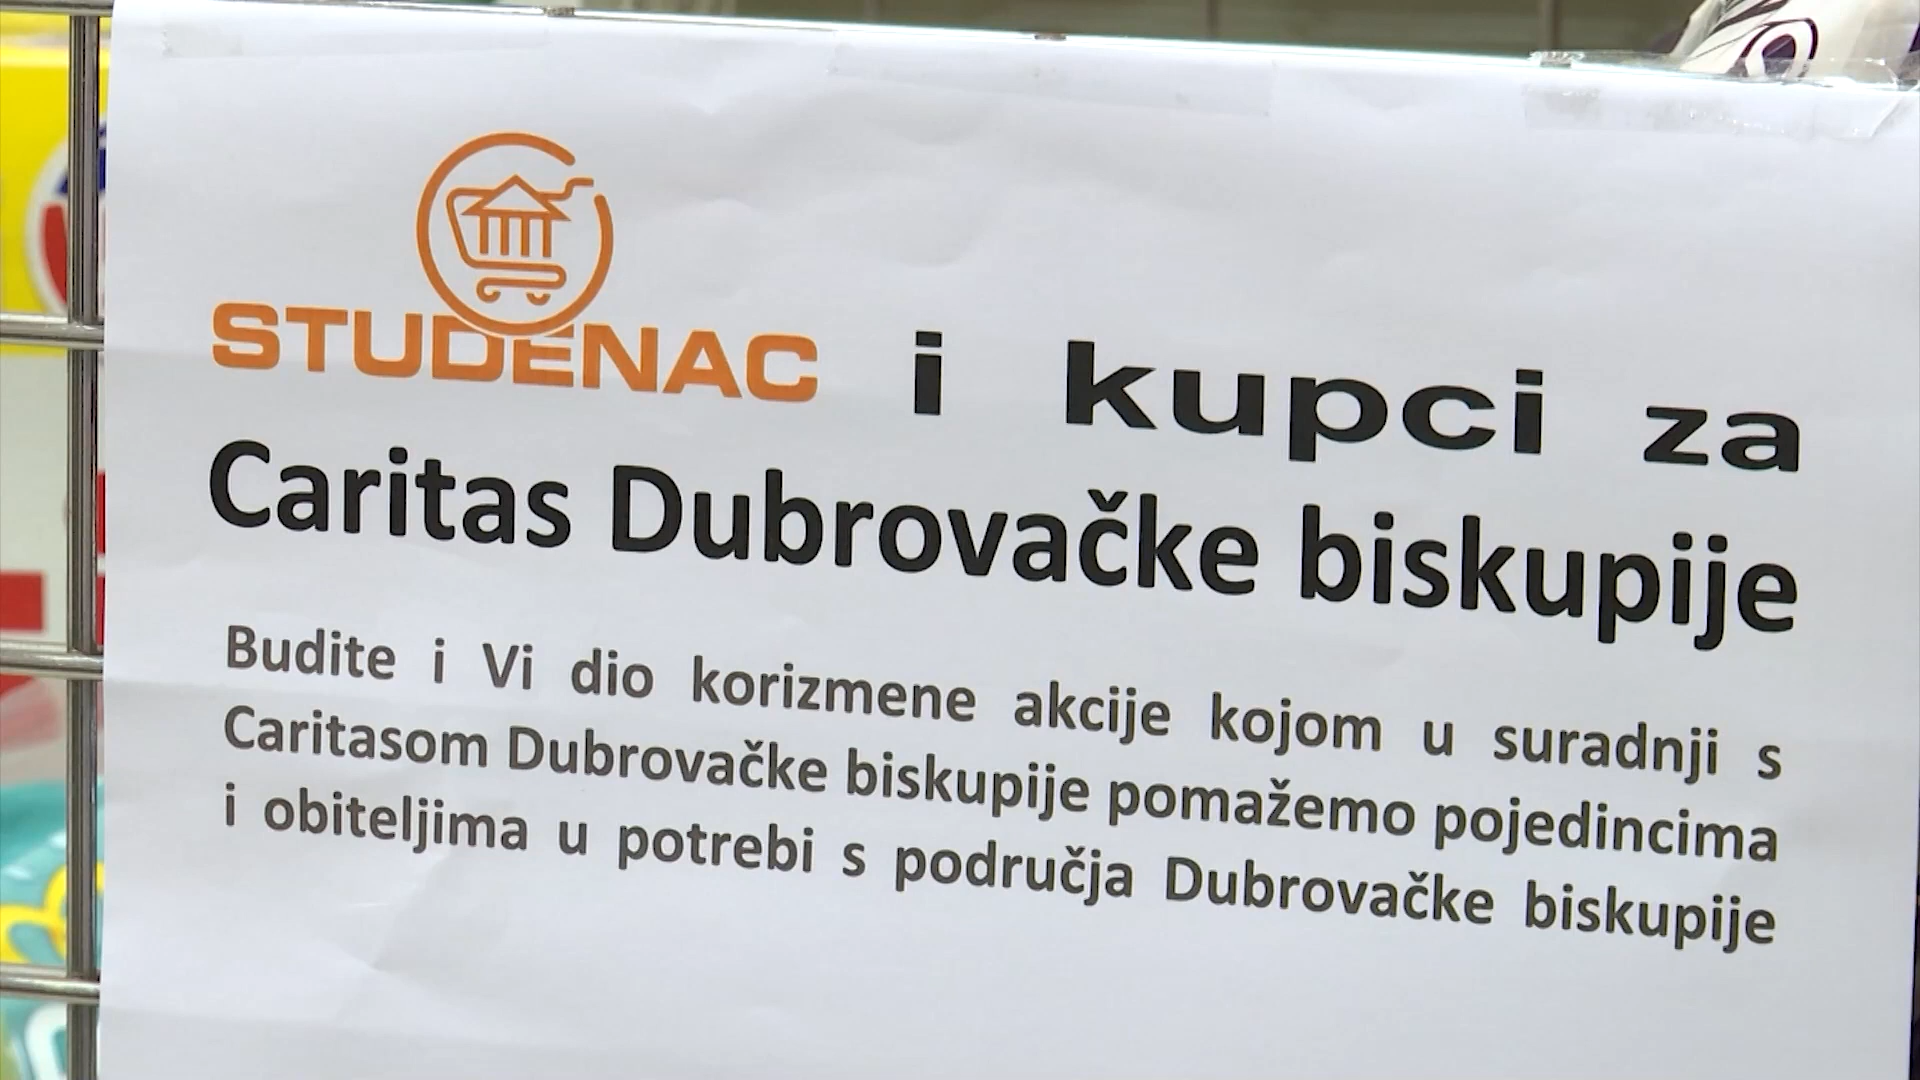 STUDENAC i kupci za
Caritas Dubrovačke biskupije
Budite i Vi dio korizmene akcije kojom u suradnji s
Caritasom Dubrovačke biskupije pomažemo pojedincima
i obiteljima u potrebi s područja Dubrovačke biskupije